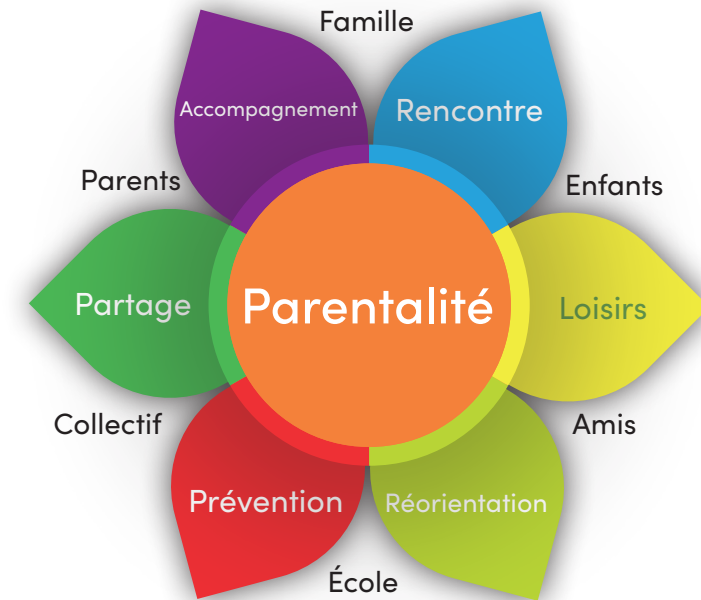 Famille
Accompagnement
Rencontre
Parents
Enfants
Partage
Parentalité
Loisirs
Collectif
Amis
Prévention
Réorientation
École